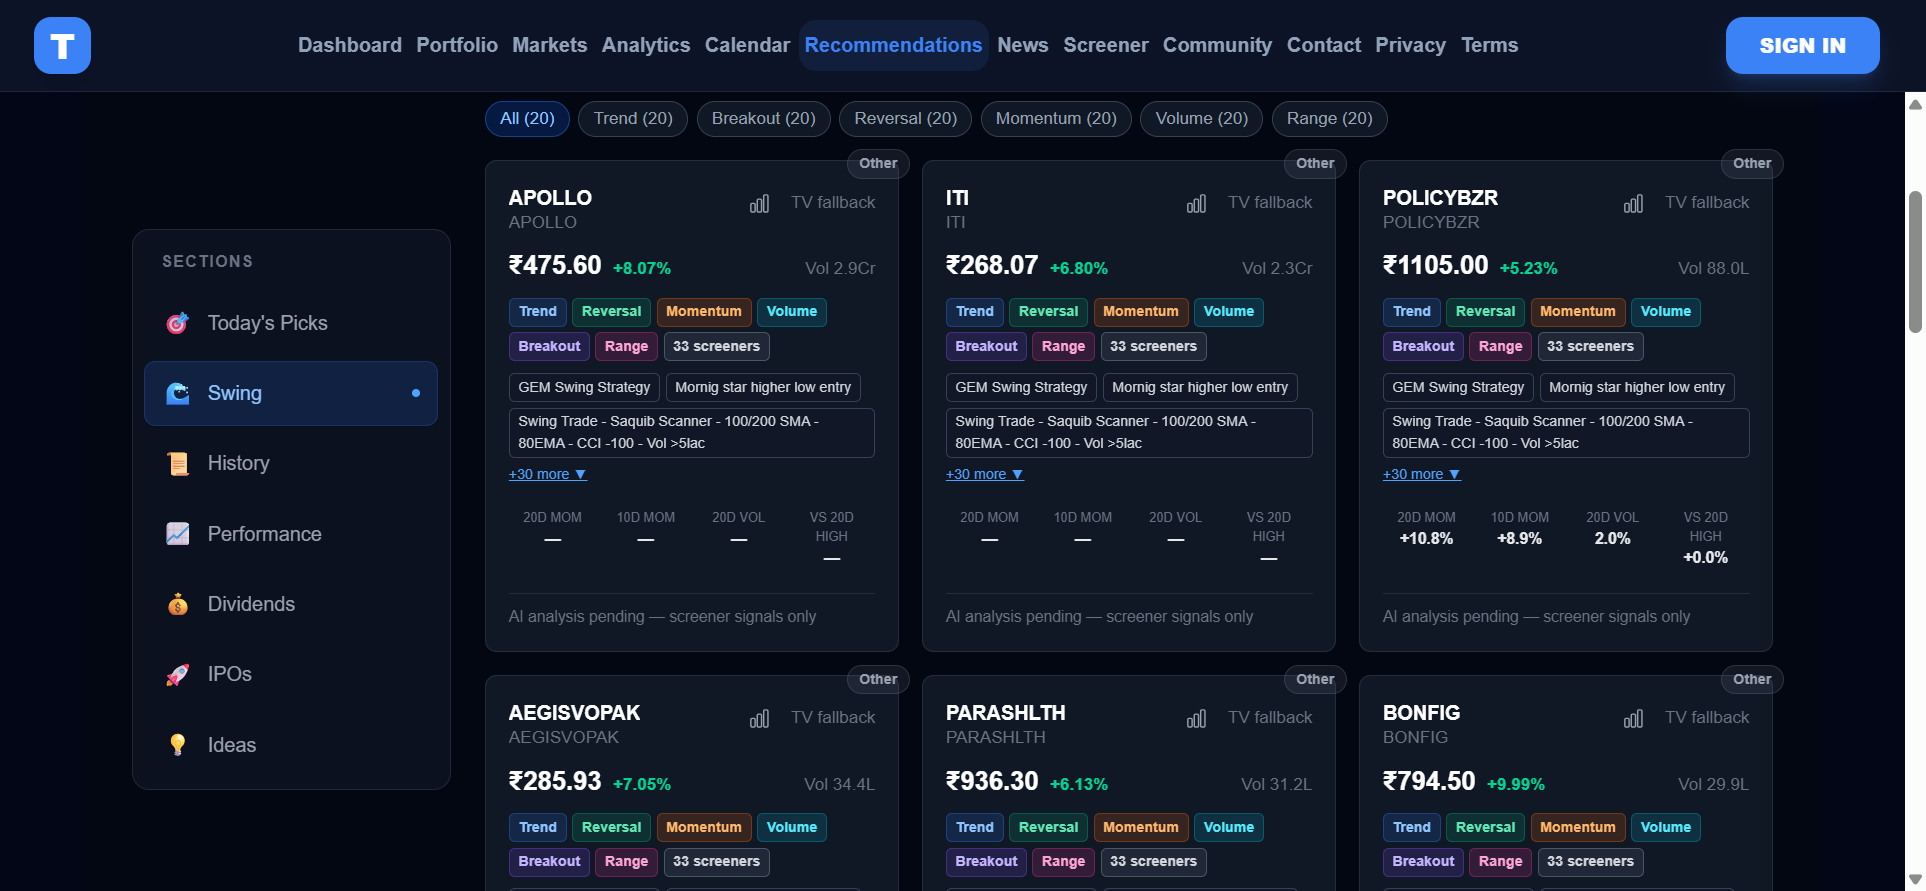 T
Dashboard Portfolio Markets Analytics Calendar Recommendations News Screener Community Contact Privacy Terms
SIGN IN
All (20) Trend (20) Breakout (20) Reversal (20) Momentum (20) Volume (20) Range (20)
SECTIONS
Today's Picks
Swing
History
Performance
Dividends
IPOs
Ideas
Other
APOLLO
TV fallback
APOLLO
₹475.60 +8.07% Vol 2.9Cr
Trend Reversal Momentum Volume
Breakout Range 33 screeners
GEM Swing Strategy Mornig star higher low entry
Swing Trade - Saquib Scanner - 100/200 SMA -
80EMA - CCI -100 - Vol >5lac
+30 more ▼
20D MOM 10D MOM 20D VOL VS 20D
HIGH
— — —
—
AI analysis pending — screener signals only
Other
ITI
TV fallback
ITI
₹268.07 +6.80% Vol 2.3Cr
Trend Reversal Momentum Volume
Breakout Range 33 screeners
GEM Swing Strategy Mornig star higher low entry
Swing Trade - Saquib Scanner - 100/200 SMA -
80EMA - CCI -100 - Vol >5lac
+30 more ▼
20D MOM 10D MOM 20D VOL VS 20D
HIGH
— — —
—
AI analysis pending — screener signals only
Other
POLICYBZR
TV fallback
POLICYBZR
₹1105.00 +5.23% Vol 88.0L
Trend Reversal Momentum Volume
Breakout Range 33 screeners
GEM Swing Strategy Mornig star higher low entry
Swing Trade - Saquib Scanner - 100/200 SMA -
80EMA - CCI -100 - Vol >5lac
+30 more ▼
20D MOM 10D MOM 20D VOL VS 20D
HIGH
+10.8% +8.9% 2.0%
+0.0%
AI analysis pending — screener signals only
Other
AEGISVOPAK
TV fallback
AEGISVOPAK
₹285.93 +7.05% Vol 34.4L
Trend Reversal Momentum Volume
Breakout Range 33 screeners
Other
PARASHLTH
TV fallback
PARASHLTH
₹936.30 +6.13% Vol 31.2L
Trend Reversal Momentum Volume
Breakout Range 33 screeners
Other
BONFIG
TV fallback
BONFIG
₹794.50 +9.99% Vol 29.9L
Trend Reversal Momentum Volume
Breakout Range 33 screeners